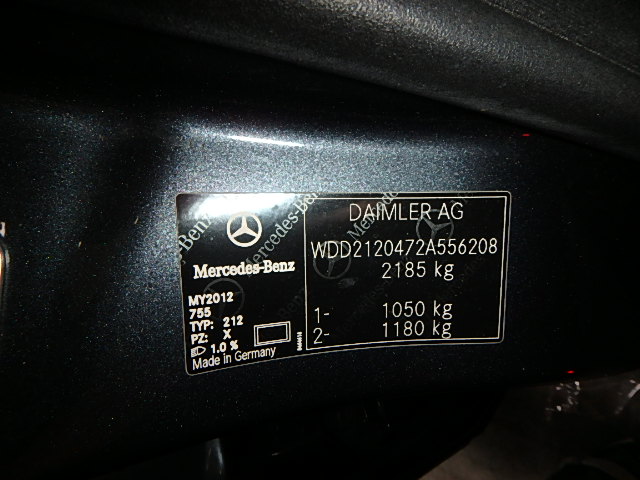 DAIMLER AG
WDD2120472A556208
2185 kg
1- 1050 kg
2- 1180 kg
Mercedes-Benz
MY2012
755
TYP: 212
PZ: X
1.0 %
Made in Germany